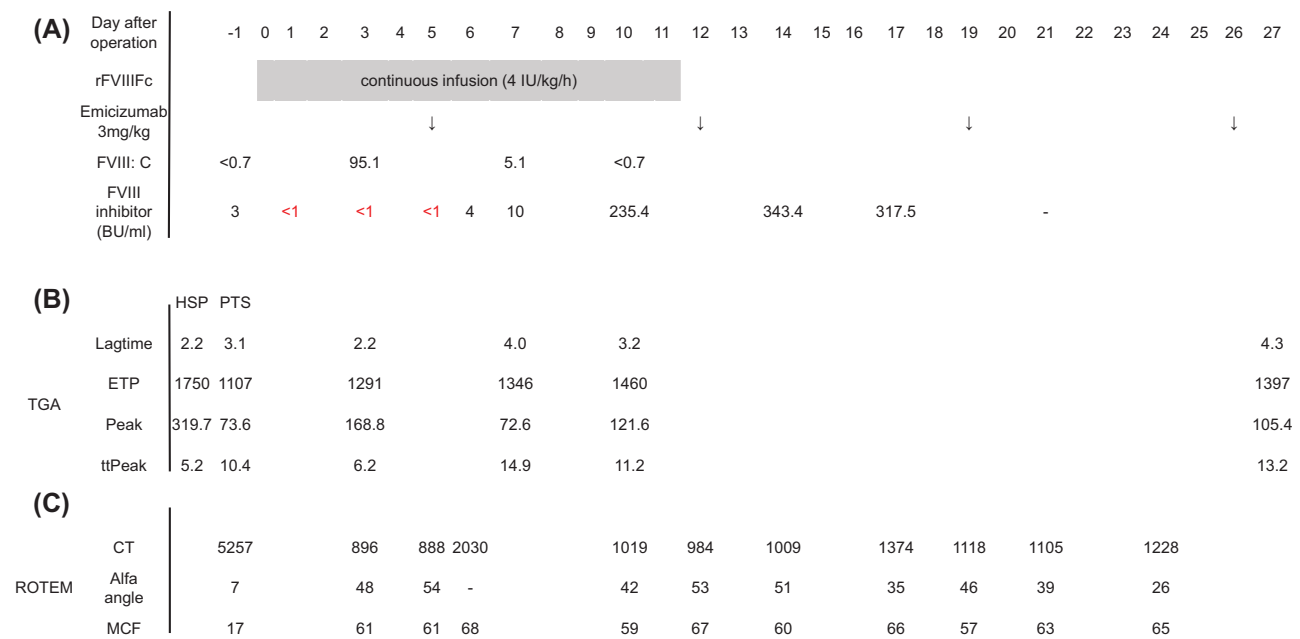 (A)
Day after
operation
-1 0 1 2 3 4 5 6 7 8 9 10 11 12 13 14 15 16 17 18 19 20 21 22 23 24 25 26 27
rFVIIIFc continuous infusion (4 IU/kg/h)
Emicizumab
3mg/kg ↓ ↓ ↓ ↓
FVIII: C <0.7 95.1 5.1 <0.7
FVIII
inhibitor
(BU/ml) 3 <1 <1 <1 4 10 235.4 343.4 317.5 -
(B)
HSP PTS
TGA
Lagtime 2.2 3.1 2.2 4.0 3.2 4.3
ETP 1750 1107 1291 1346 1460 1397
Peak 319.7 73.6 168.8 72.6 121.6 105.4
ttPeak 5.2 10.4 6.2 14.9 11.2 13.2
(C)
ROTEM
CT 5257 896 888 2030 1019 984 1009 1374 1118 1105 1228
Alfa
angle 7 48 54 - 42 53 51 35 46 39 26
MCF 17 61 61 68 59 67 60 66 57 63 65